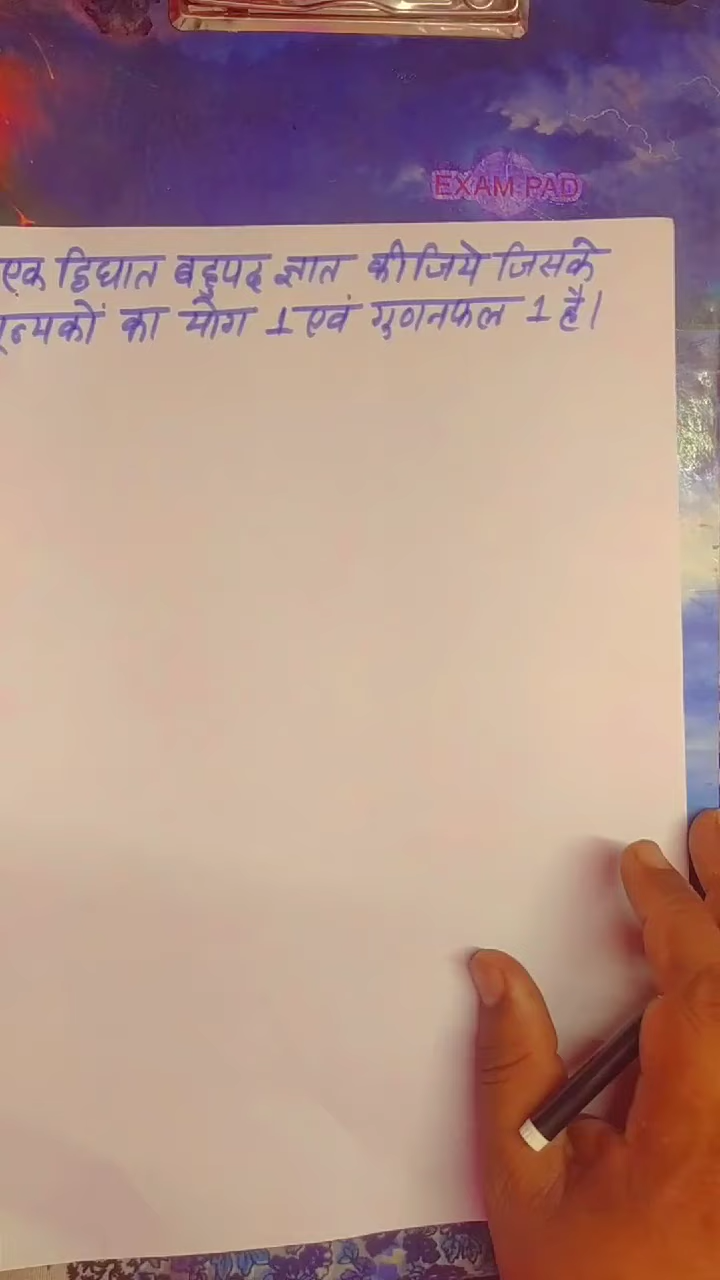 EXAM PAD
एक द्विघात बहुपद ज्ञात कीजिये जिसके
शून्यकों का योग 1 एवं गुणनफल 1 है।